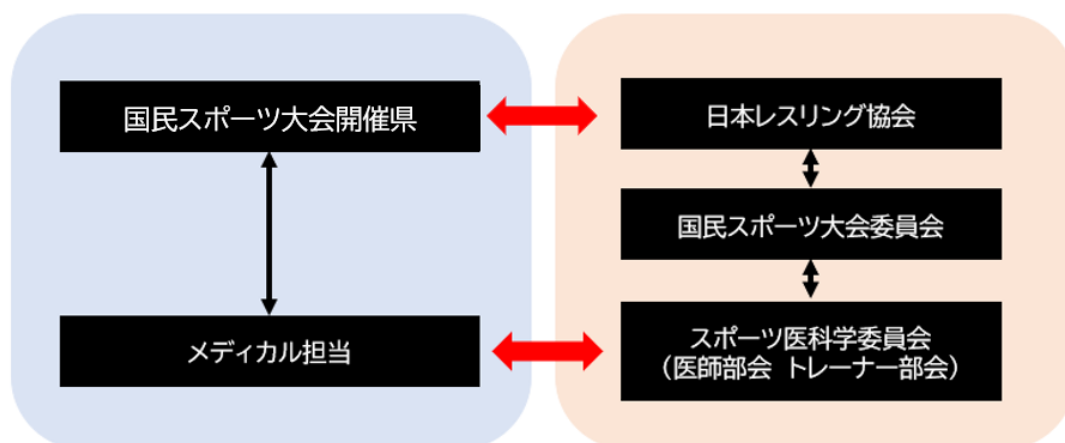 国民スポーツ大会開催県
メディカル担当
日本レスリング協会
国民スポーツ大会委員会
スポーツ医科学委員会
（医師部会 トレーナー部会）